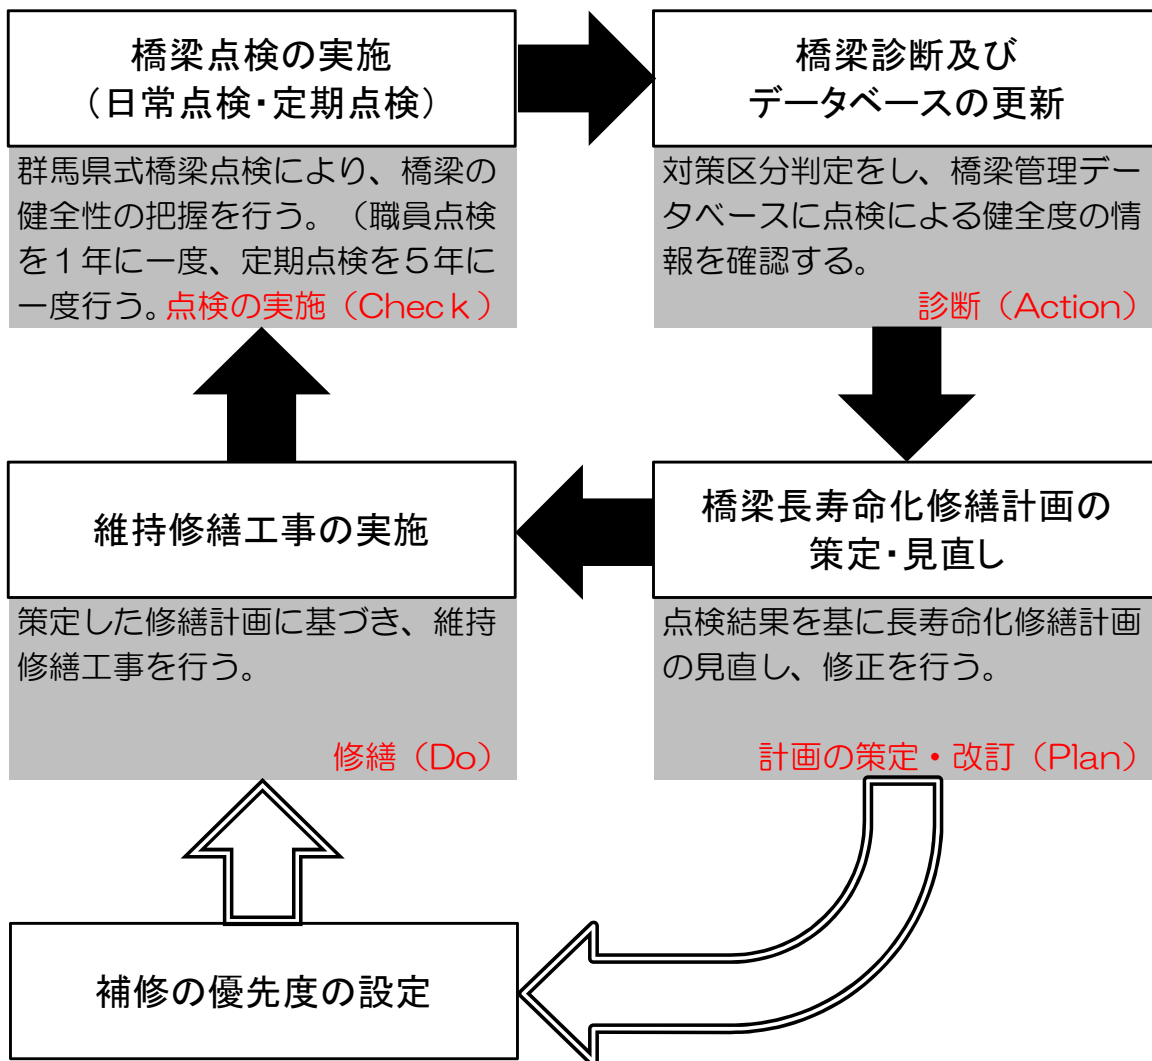 橋梁点検の実施
（日常点検・定期点検）
群馬県式橋梁点検により、橋梁の
健全性の把握を行う。（職員点検
を１年に一度、定期点検を５年に
一度行う。点検の実施（Checｋ）
橋梁診断及び
データベースの更新
対策区分判定をし、橋梁管理デー
タベースに点検による健全度の情
報を確認する。
診断（Action）
橋梁長寿命化修繕計画の
策定・見直し
点検結果を基に長寿命化修繕計画
の見直し、修正を行う。
計画の策定・改訂（Plan）
維持修繕工事の実施
策定した修繕計画に基づき、維持
修繕工事を行う。
修繕（Do）
補修の優先度の設定